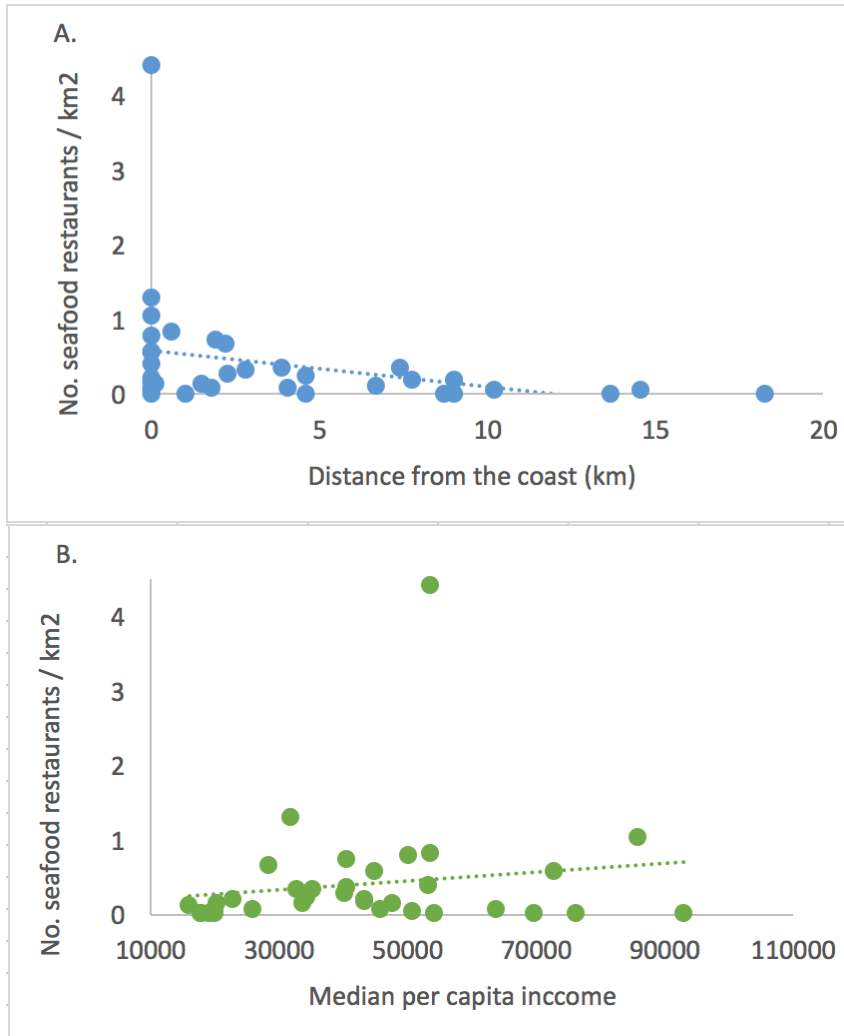 A.
No. seafood restaurants / km2
4
3
2
1
0
0 5 10 15 20
Distance from the coast (km)
B.
No. seafood restaurants / km2
4
3
2
1
0
10000 30000 50000 70000 90000 110000
Median per capita inccome